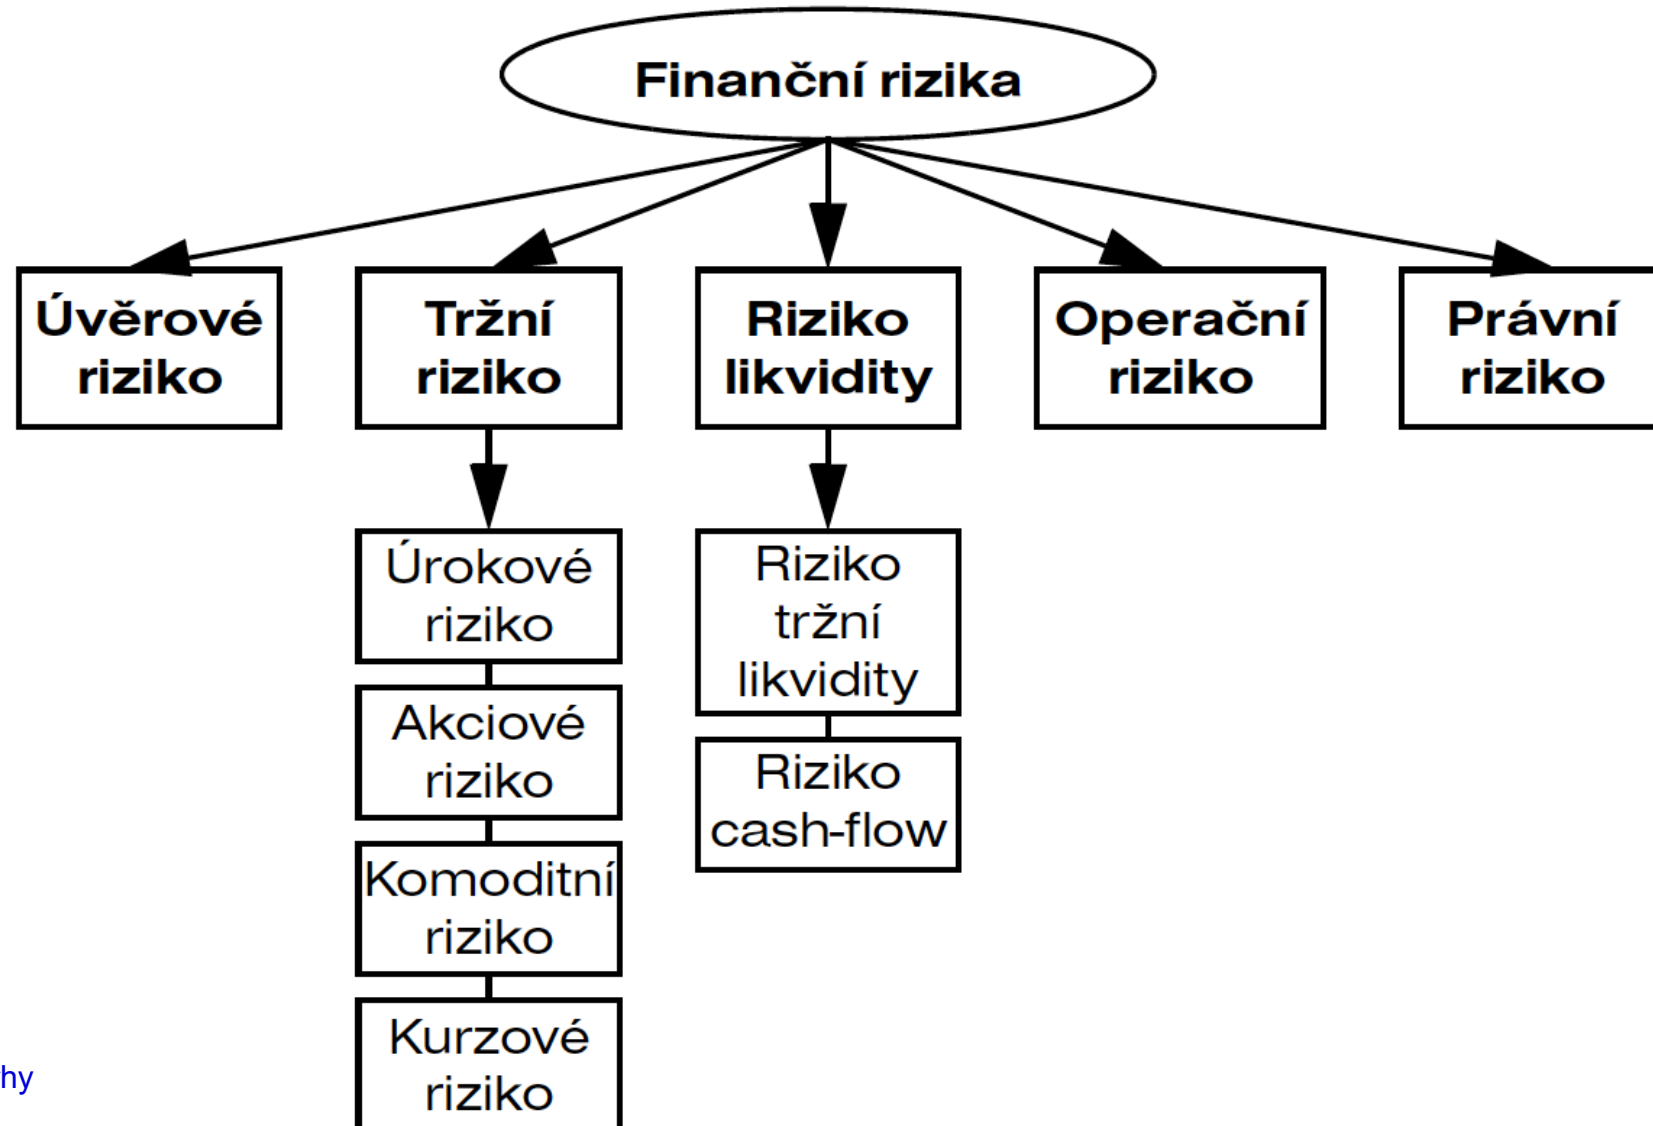 Finanční rizika
Úvěrové
riziko
Tržní
riziko
Riziko
likvidity
Operační
riziko
Právní
riziko
Úrokové
riziko
Akciové
riziko
Komoditní
riziko
Kurzové
riziko
Riziko
tržní
likvidity
Riziko
cash-flow
hy